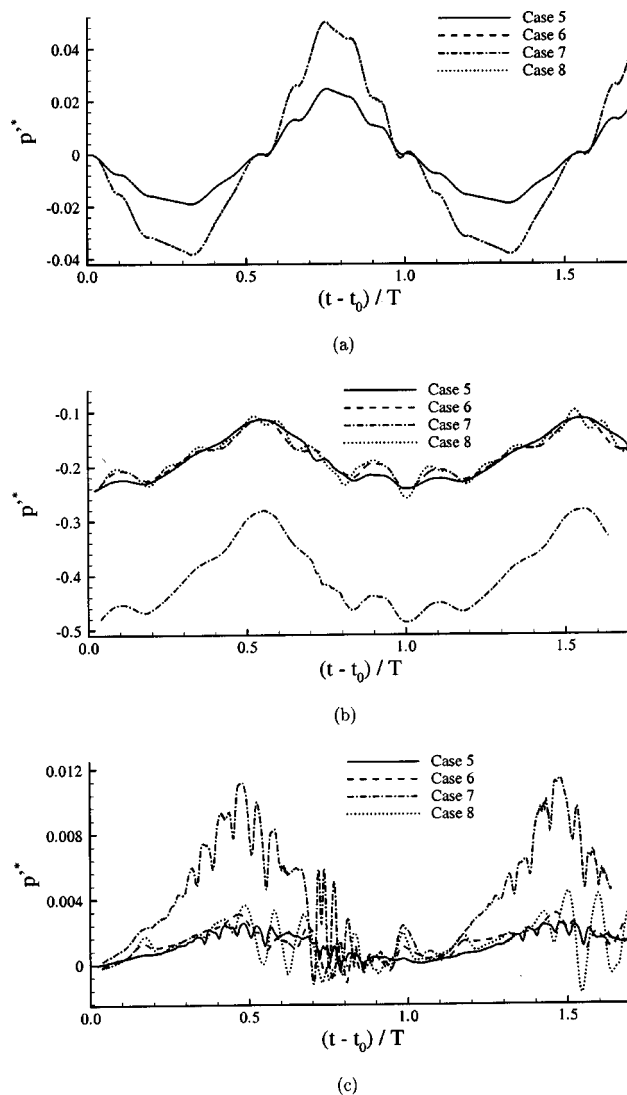 Case 5
Case 6
Case 7
Case 8
0.04
0.02
0
-0.02
-0.04
p'*
0.0
0.5
1.0
1.5
(t - t0) / T
(a)
Case 5
Case 6
Case 7
Case 8
-0.1
-0.2
-0.3
-0.4
-0.5
p'*
0.0
0.5
1.0
1.5
(t - t0) / T
(b)
Case 5
Case 6
Case 7
Case 8
0.012
0.008
0.004
0
p'*
0.0
0.5
1.0
1.5
(t - t0) / T
(c)